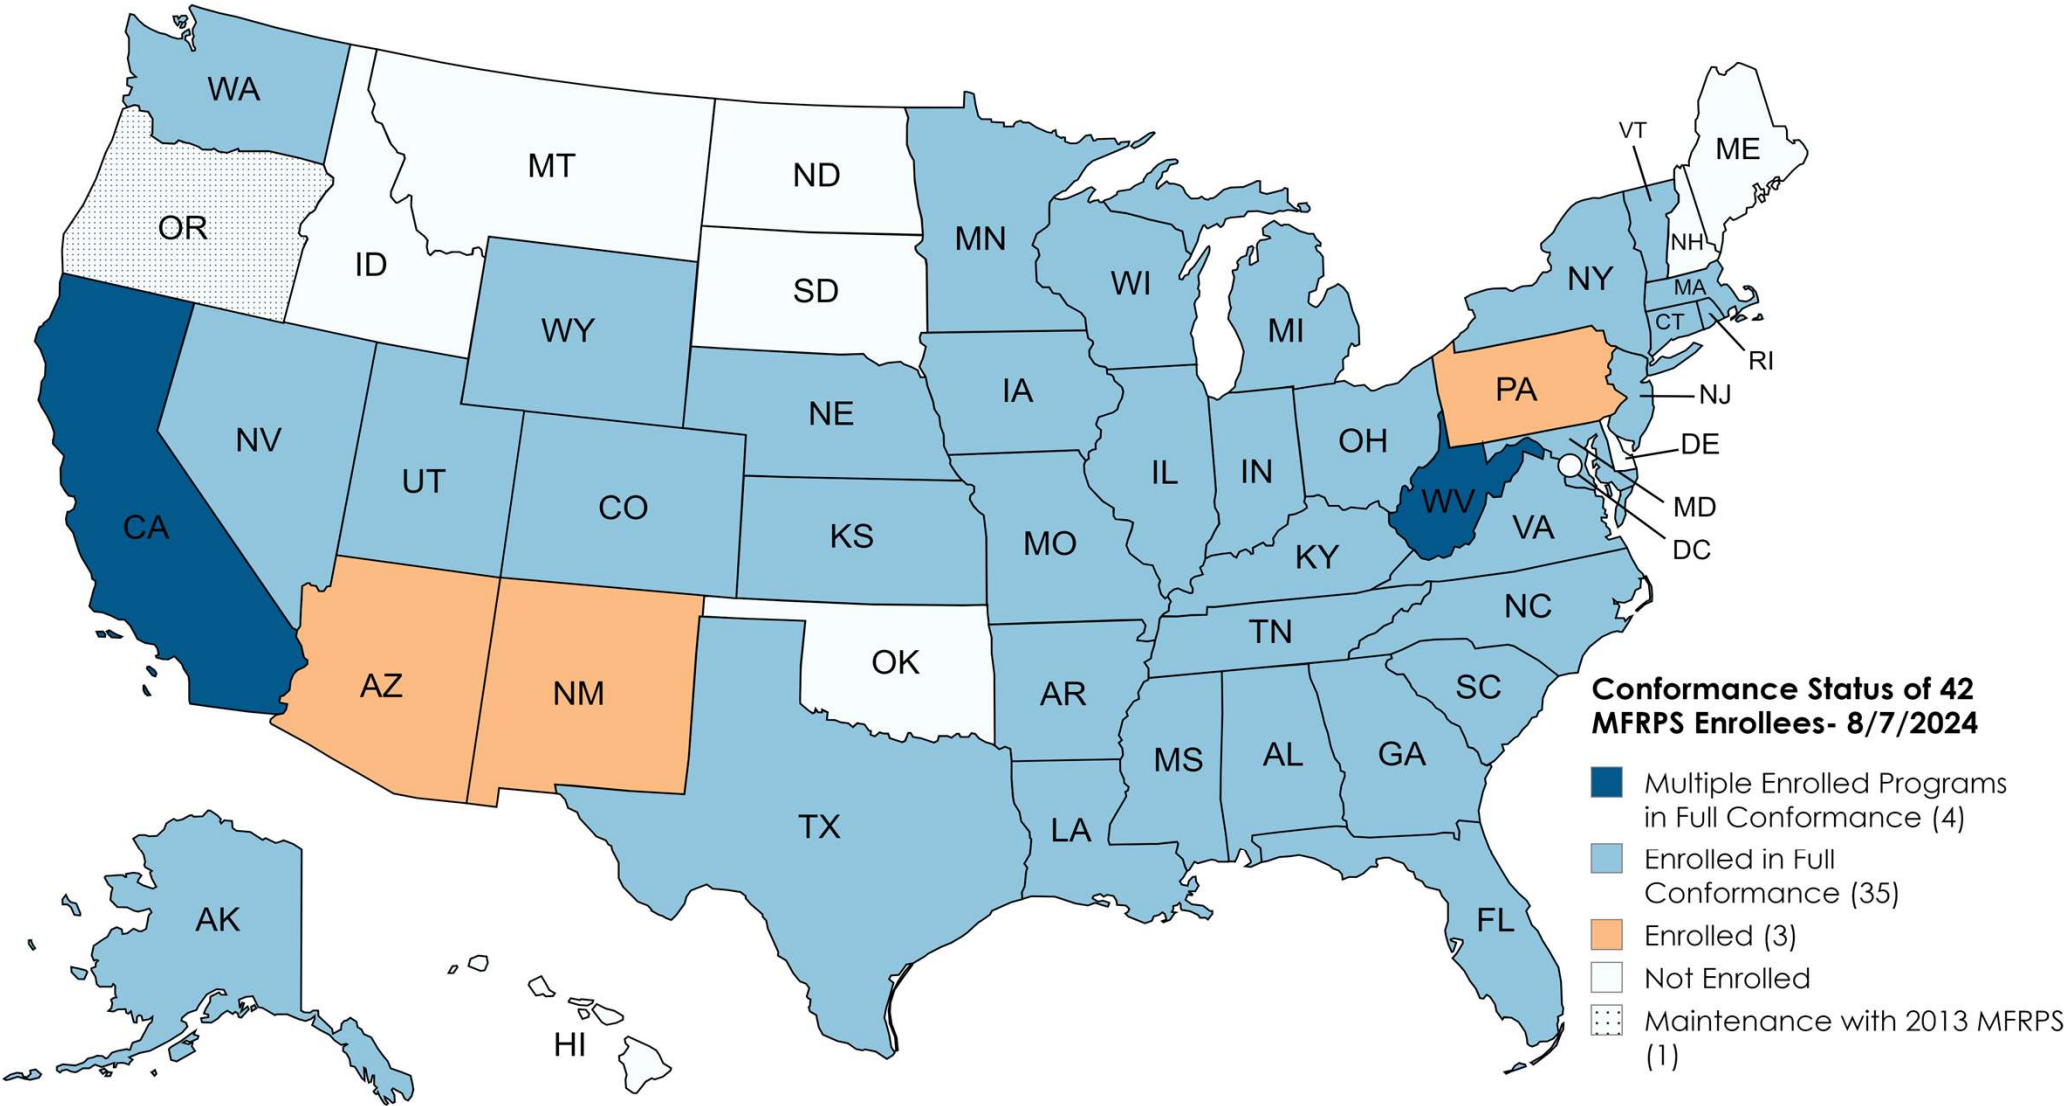 WA
MT
ND
OR
ID
SD
MN
WY
WI
MI
VT
ME
NH
NY
MA
CT
RI
NJ
PA
DE
MD
DC
NV
UT
CO
NE
IA
IL
IN
OH
WV
VA
CA
KS
MO
KY
NC
TN
AZ
NM
OK
AR
SC
MS
AL
GA
TX
LA
FL
AK
HI
Conformance Status of 42
MFRPS Enrollees- 8/7/2024
Multiple Enrolled Programs
in Full Conformance (4)
Enrolled in Full
Conformance (35)
Enrolled (3)
Not Enrolled
Maintenance with 2013 MFRPS
(1)